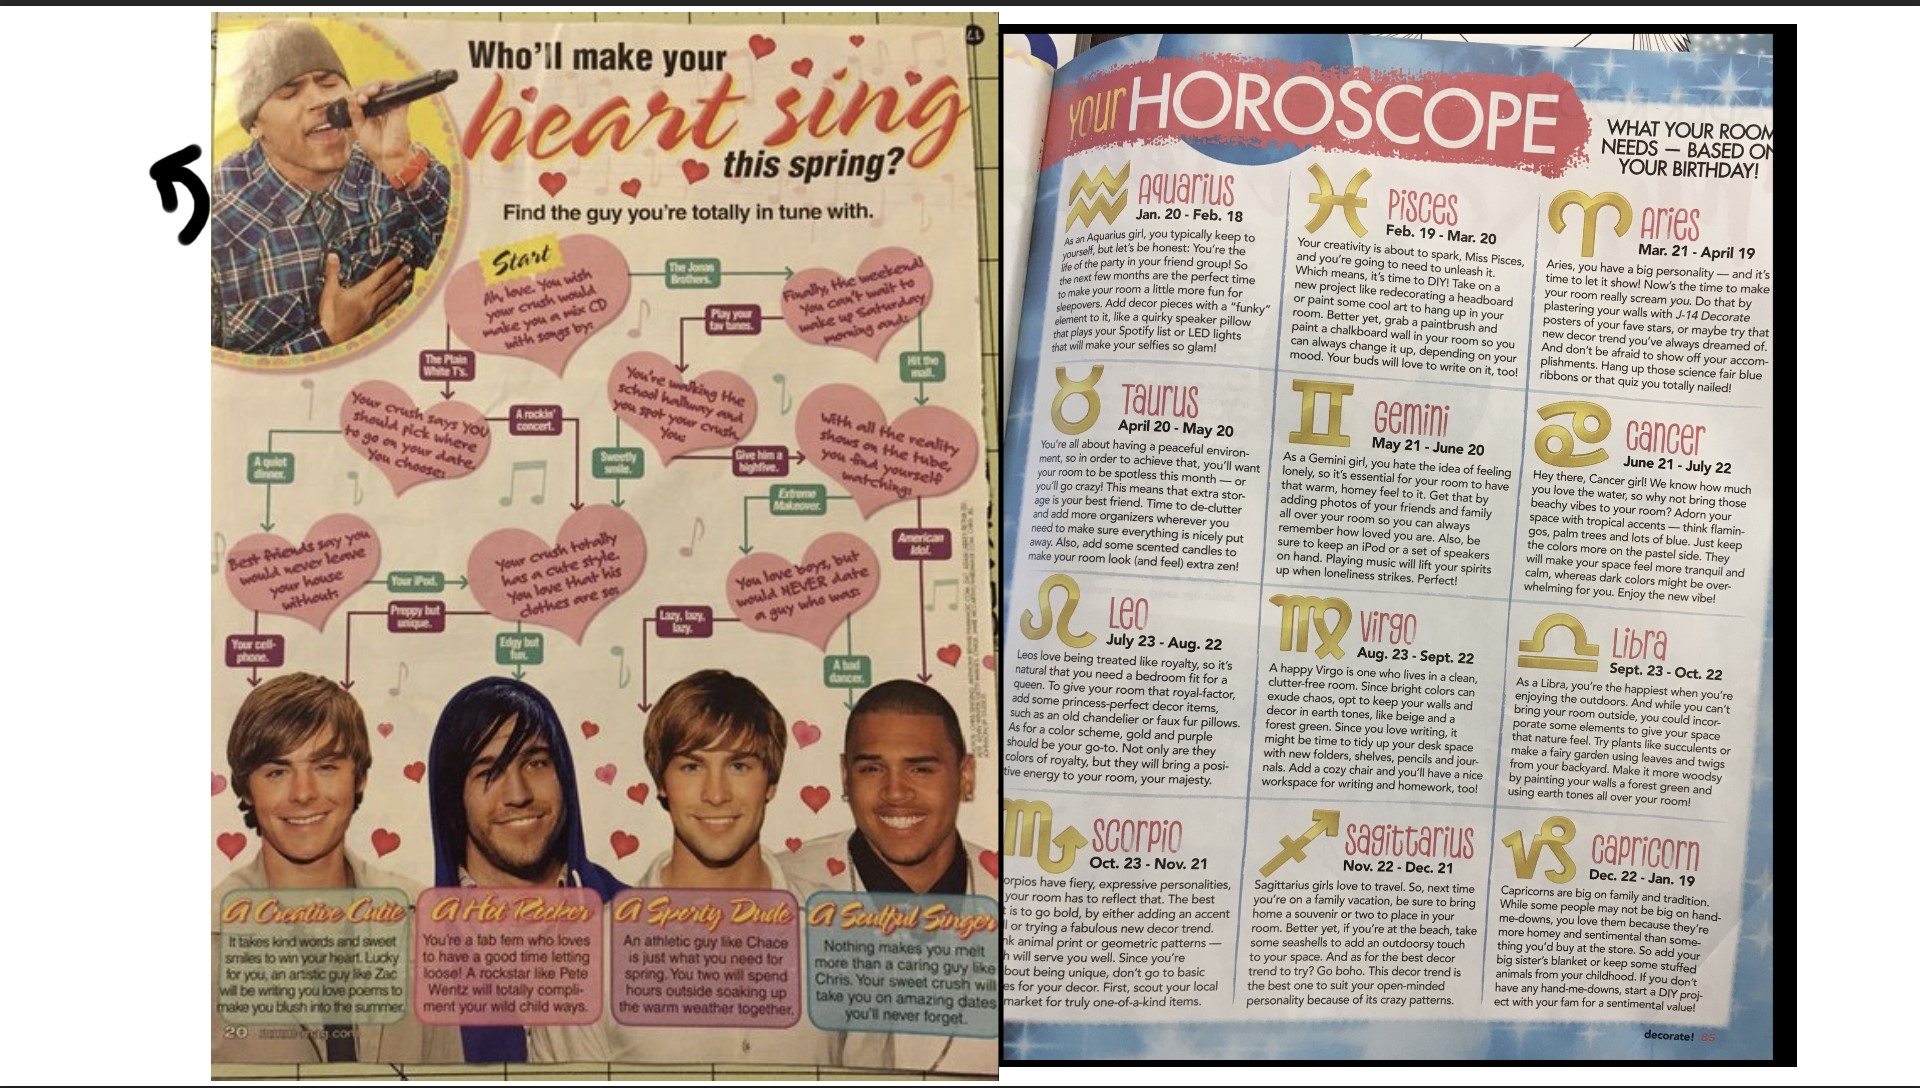 Who'll make your
heart sing
this spring?
Find the guy you're totally in tune with.
Start
Ah, love. You wish
your crush would
make you a mix CD
with songs by:
The Jonas
Brothers.
Finally, the weekend!
You can't wait to
wake up Saturday
morning and:
Play your
fav tunes.
The Plain
White T's.
Hit the
mall.
You're walking the
school hallway and
you spot your crush.
You:
Your crush says YOU
should pick where
to go on your date.
You choose:
A rockin'
concert.
With all the reality
shows on the tube,
you find yourself
watching:
A quiet
dinner.
Sweetly
smile.
Give him a
highfive.
Extreme
Makeover.
American
Idol.
Best friends say you
would never leave
your house
without:
Your iPod.
Your crush totally
has a cute style.
You love that his
clothes are so:
You love boys, but
would NEVER date
a guy who was:
Preppy but
unique.
Lazy, lazy,
lazy.
Your cell-
phone.
Edgy but
fun.
A bad
dancer.
A Creative Cutie
It takes kind words and sweet
smiles to win your heart. Lucky
for you, an artistic guy like Zac
will be writing you love poems to
make you blush into the summer.
A Hot Rocker
You're a fab fem who loves
to have a good time letting
loose! A rockstar like Pete
Wentz will totally compli-
ment your wild child ways.
A Sporty Dude
An athletic guy like Chace
is just what you need for
spring. You two will spend
hours outside soaking up
the warm weather together.
A Soulful Singer
Nothing makes you melt
more than a caring guy like
Chris. Your sweet crush will
take you on amazing dates
you'll never forget.
20
your HOROSCOPE
WHAT YOUR ROOM
NEEDS — BASED ON
YOUR BIRTHDAY!
Aquarius
Jan. 20 - Feb. 18
As an Aquarius girl, you typically keep to
yourself, but let's be honest: You're the
life of the party in your friend group! So
the next few months are the perfect time
to make your room a little more fun for
sleepovers. Add decor pieces with a "funky"
element to it, like a quirky speaker pillow
that plays your Spotify list or LED lights
that will make your selfies so glam!
Pisces
Feb. 19 - Mar. 20
Your creativity is about to spark, Miss Pisces,
and you're going to need to unleash it.
Which means, it's time to DIY! Take on a
new project like redecorating a headboard
or paint some cool art to hang up in your
room. Better yet, grab a paintbrush and
paint a chalkboard wall in your room so you
can always change it up, depending on your
mood. Your buds will love to write on it, too!
Aries
Mar. 21 - April 19
Aries, you have a big personality — and it's
time to let it show! Now's the time to make
your room really scream you. Do that by
plastering your walls with J-14 Decorate
posters of your fave stars, or maybe try that
new decor trend you've always dreamed of.
And don't be afraid to show off your accom-
plishments. Hang up those science fair blue
ribbons or that quiz you totally nailed!
Taurus
April 20 - May 20
You're all about having a peaceful environ-
ment, so in order to achieve that, you'll want
your room to be spotless this month — or
you'll go crazy! This means that extra stor-
age is your best friend. Time to de-clutter
and add more organizers wherever you
need to make sure everything is nicely put
away. Also, add some scented candles to
make your room look (and feel) extra zen!
Gemini
May 21 - June 20
As a Gemini girl, you hate the idea of feeling
lonely, so it's essential for your room to have
that warm, homey feel to it. Get that by
adding photos of your friends and family
all over your room so you can always
remember how loved you are. Also, be
sure to keep an iPod or a set of speakers
on hand. Playing music will lift your spirits
up when loneliness strikes. Perfect!
Cancer
June 21 - July 22
Hey there, Cancer girl! We know how much
you love the water, so why not bring those
beachy vibes to your room? Adorn your
space with tropical accents — think flamin-
gos, palm trees and lots of blue. Just keep
the colors more on the pastel side. They
will make your space feel more tranquil and
calm, whereas dark colors might be over-
whelming for you. Enjoy the new vibe!
Leo
July 23 - Aug. 22
Leos love being treated like royalty, so it's
natural that you need a bedroom fit for a
queen. To give your room that royal-factor,
add some princess-perfect decor items,
such as an old chandelier or faux fur pillows.
As for a color scheme, gold and purple
should be your go-to. Not only are they
colors of royalty, but they will bring a posi-
tive energy to your room, your majesty.
Virgo
Aug. 23 - Sept. 22
A happy Virgo is one who lives in a clean,
clutter-free room. Since bright colors can
exude chaos, opt to keep your walls and
decor in earth tones, like beige and a
forest green. Since you love writing, it
might be time to tidy up your desk space
with new folders, shelves, pencils and jour-
nals. Add a cozy chair and you'll have a nice
workspace for writing and homework, too!
Libra
Sept. 23 - Oct. 22
As a Libra, you're the happiest when you're
enjoying the outdoors. And while you can't
bring your room outside, you could incor-
porate some elements to give your space
that nature feel. Try plants like succulents or
make a fairy garden using leaves and twigs
from your backyard. Make it more woodsy
by painting your walls a forest green and
using earth tones all over your room!
Scorpio
Oct. 23 - Nov. 21
orpios have fiery, expressive personalities,
your room has to reflect that. The best
is to go bold, by either adding an accent
l or trying a fabulous new decor trend.
nk animal print or geometric patterns —
h will serve you well. Since you're
bout being unique, don't go to basic
es for your decor. First, scout your local
market for truly one-of-a-kind items.
Sagittarius
Nov. 22 - Dec. 21
Sagittarius girls love to travel. So, next time
you're on a family vacation, be sure to bring
home a souvenir or two to place in your
room. Better yet, if you're at the beach, take
some seashells to add an outdoorsy touch
to your space. And as for the best decor
trend to try? Go boho. This decor trend is
the best one to suit your open-minded
personality because of its crazy patterns.
Capricorn
Dec. 22 - Jan. 19
Capricorns are big on family and tradition.
While some people may not be big on hand-
me-downs, you love them because they're
more homey and sentimental than some-
thing you'd buy at the store. So add your
big sister's blanket or keep some stuffed
animals from your childhood. If you don't
have any hand-me-downs, start a DIY proj-
ect with your fam for a sentimental value!
decorate! 85